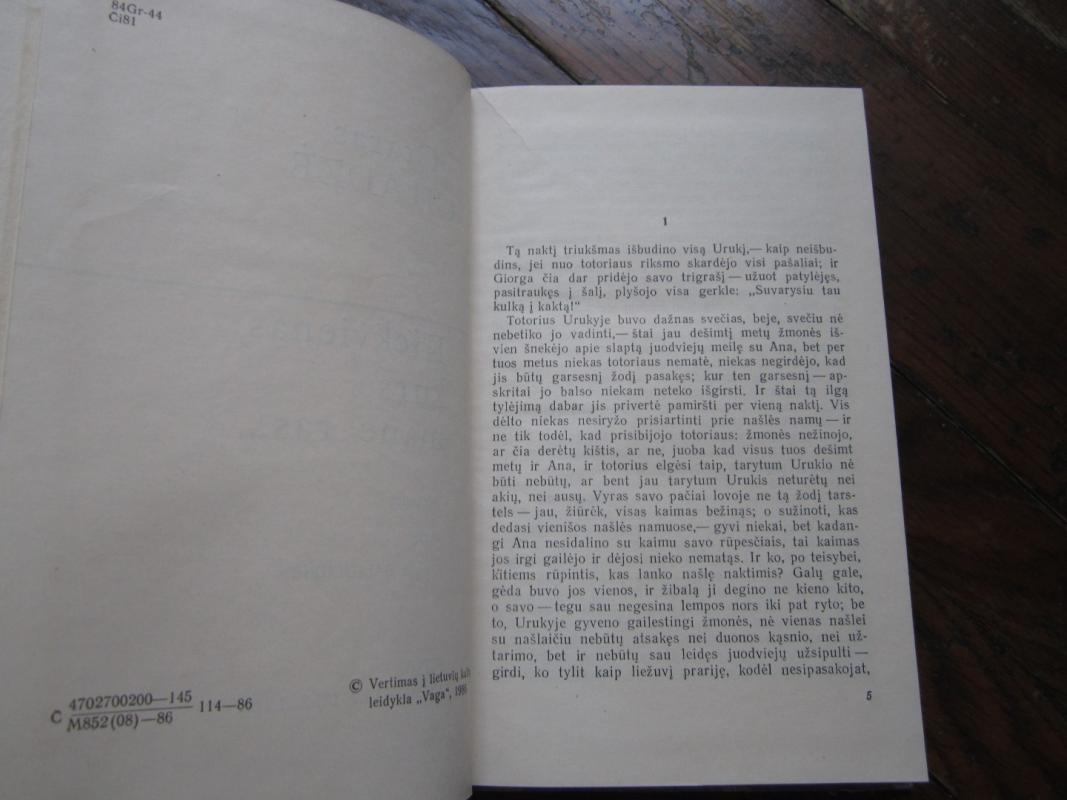 84Gr-44
Či81
C 4702700200—145
M852(08)—86
114—86
© Vertimas į lietuvių
leidykla „Vaga",
1
Tą naktį triukšmas išbudino visą Urukį,— kaip neišbu-
dins, jei nuo totoriaus riksmo skardėjo visi pašaliai; ir
Giorga čia dar pridėjo savo trigrašį — užuot patylėjęs,
pasitraukęs į šalį, plyšojo visa gerkle: „Suvarysiu tau
kulką į kaktą!"
Totorius Urukyje buvo dažnas svečias, beje, svečiu nė
nebetiko jo vadinti,— štai jau dešimtį metų žmonės iš-
vien šnekėjo apie slaptą juodviejų meilę su Ana, bet per
tuos metus niekas totoriaus nematė, niekas negirdėjo, kad
jis būtų garsesnį žodį pasakęs; kur ten garsesnį — ap-
skritai jo balso niekam neteko išgirsti. Ir štai tą ilgą
tylėjimą dabar jis privertė pamiršti per vieną naktį. Vis
dėlto niekas nesiryžo prisiartinti prie našlės namų — ir
ne tik todėl, kad prisibijojo totoriaus: žmonės nežinojo,
ar čia derėtų kištis, ar ne, juoba kad visus tuos dešimt
metų ir Ana, ir totorius elgėsi taip, tarytum Urukio nė
būti nebūtų, ar bent jau tarytum Urukis neturėtų nei
akių, nei ausų. Vyras savo pačiai lovoje ne tą žodį tars-
tels — jau, žiūrėk, visas kaimas bežinąs; o sužinoti, kas
dedasi vienišos našlės namuose,— gyvi niekai, bet kadan-
gi Ana nesidalino su kaimu savo rūpesčiais, tai kaimas
jos irgi gailėjo ir dėjosi nieko nematąs. Ir ko, po teisybei,
kitiems rūpintis, kas lanko našlę naktimis? Galų gale,
gėda buvo jos vienos, ir žibalą ji degino ne kieno kito,
o savo — tegu sau negesina lempos nors iki pat ryto; be
to, Urukyje gyveno gailestingi žmonės, nė vienas našlei
su našlaičiu nebūtų atsakęs nei duonos kąsnio, nei už-
tarimo, bet ir nebūtų sau leidęs juodviejų užsipulti —
girdi, ko tylit kaip liežuvį prariję, kodėl nesipasakojat,
5